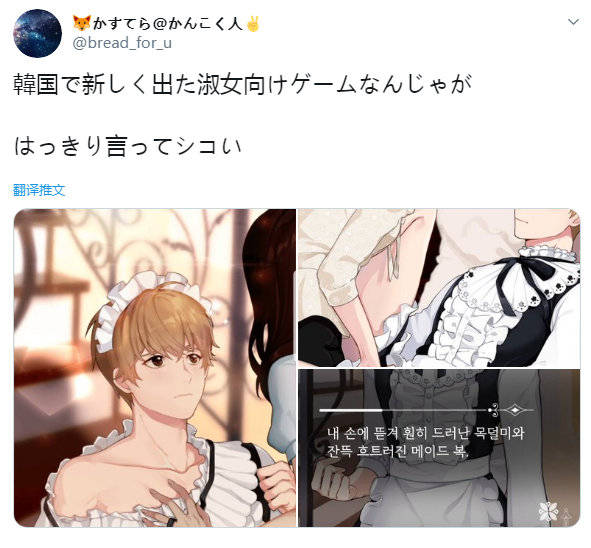 🦊かすてら@かんこく人✌
@bread_for_u
韓国で新しく出た淑女向けゲームなんじゃが
はっきり言ってシコい
翻译推文
내 손에 뜯겨 훤히 드러난 목덜미와
잔뜩 흐트러진 메이드 복,